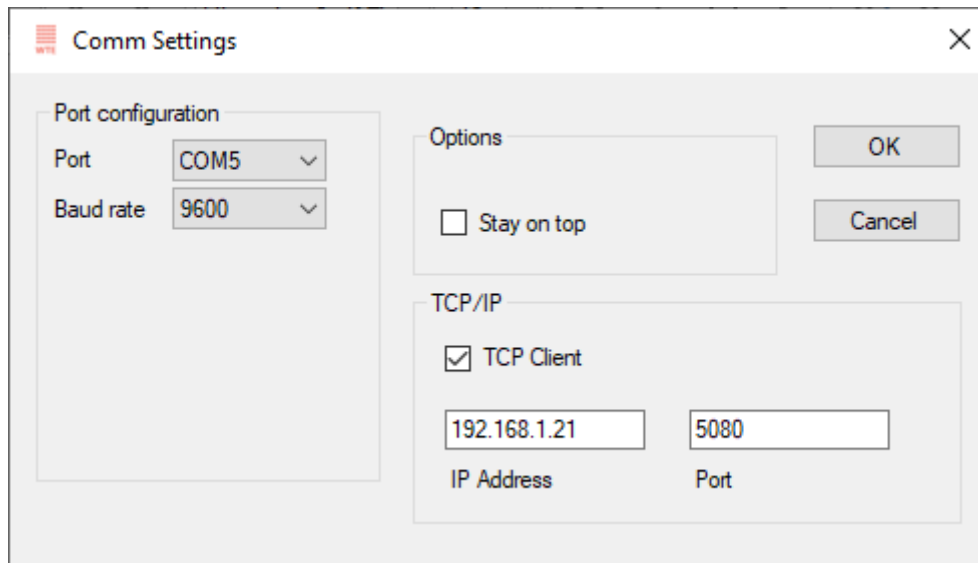 Comm Settings
Port configuration
Port COM5
Baud rate 9600
Options
Stay on top
OK
Cancel
TCP/IP
TCP Client
192.168.1.21 5080
IP Address Port